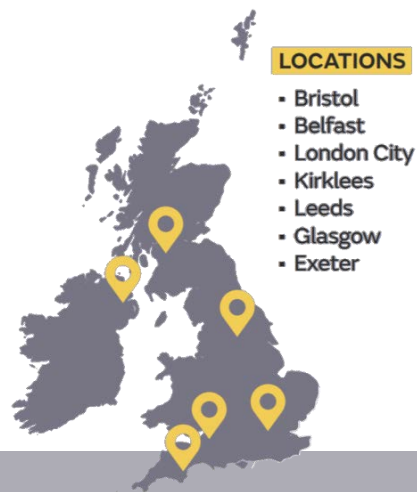 LOCATIONS
▪ Bristol
▪ Belfast
▪ London City
▪ Kirklees
▪ Leeds
▪ Glasgow
▪ Exeter